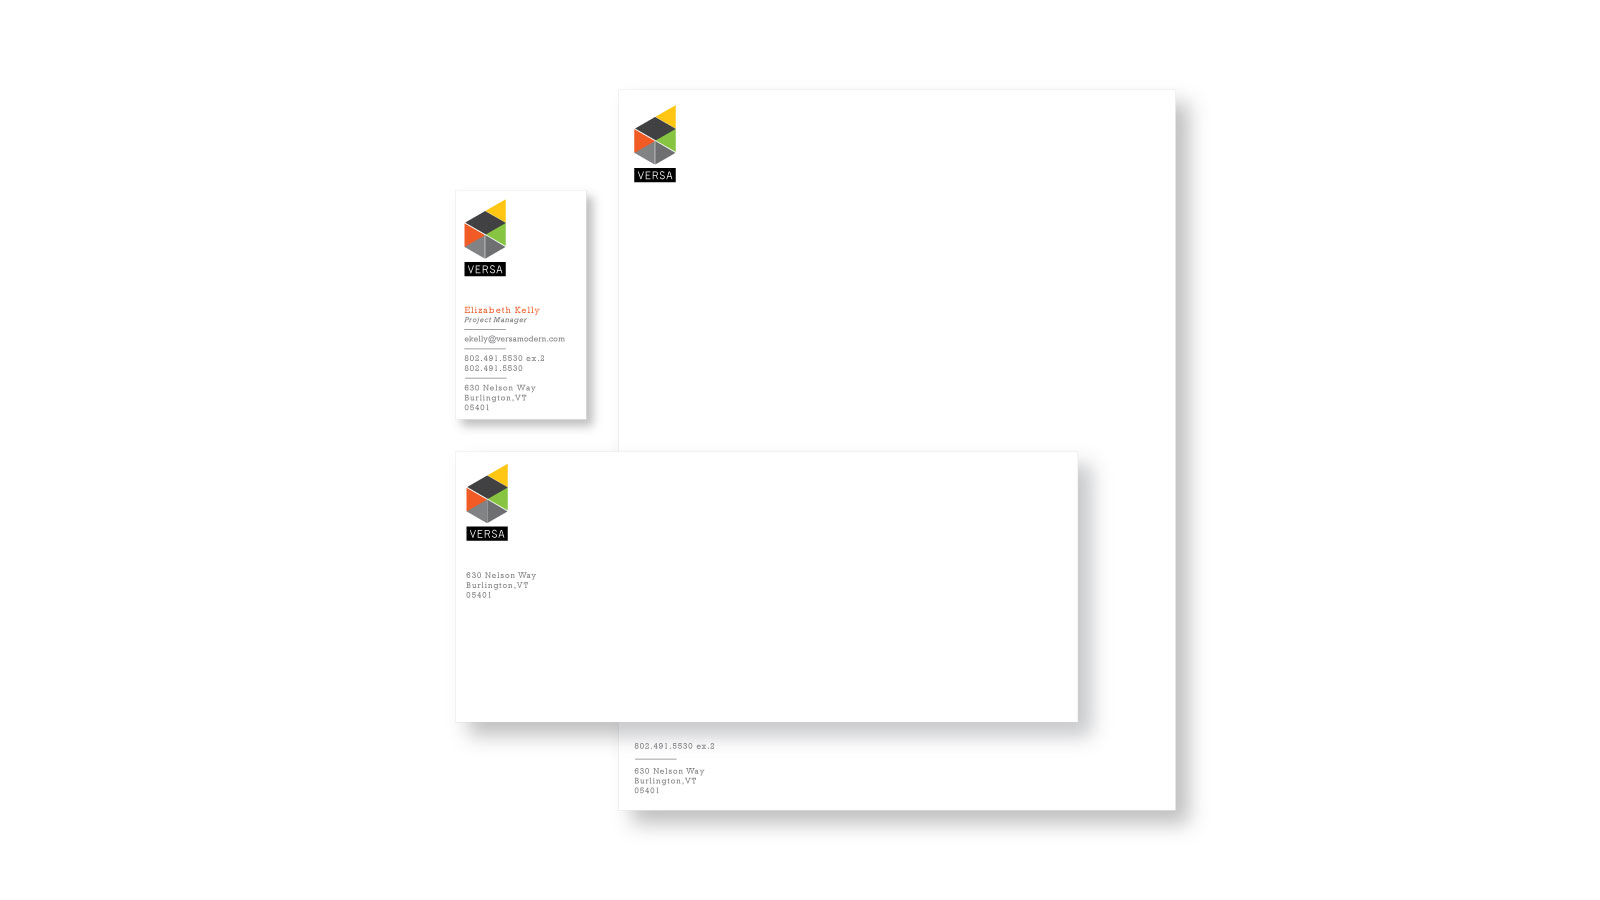 VERSA
VERSA
Elizabeth Kelly
Project Manager
ekelly@versamodern.com
802.491.5530 ex.2
802.491.5530
630 Nelson Way
Burlington,VT
05401
VERSA
630 Nelson Way
Burlington,VT
05401
802.491.5530 ex.2
630 Nelson Way
Burlington,VT
05401